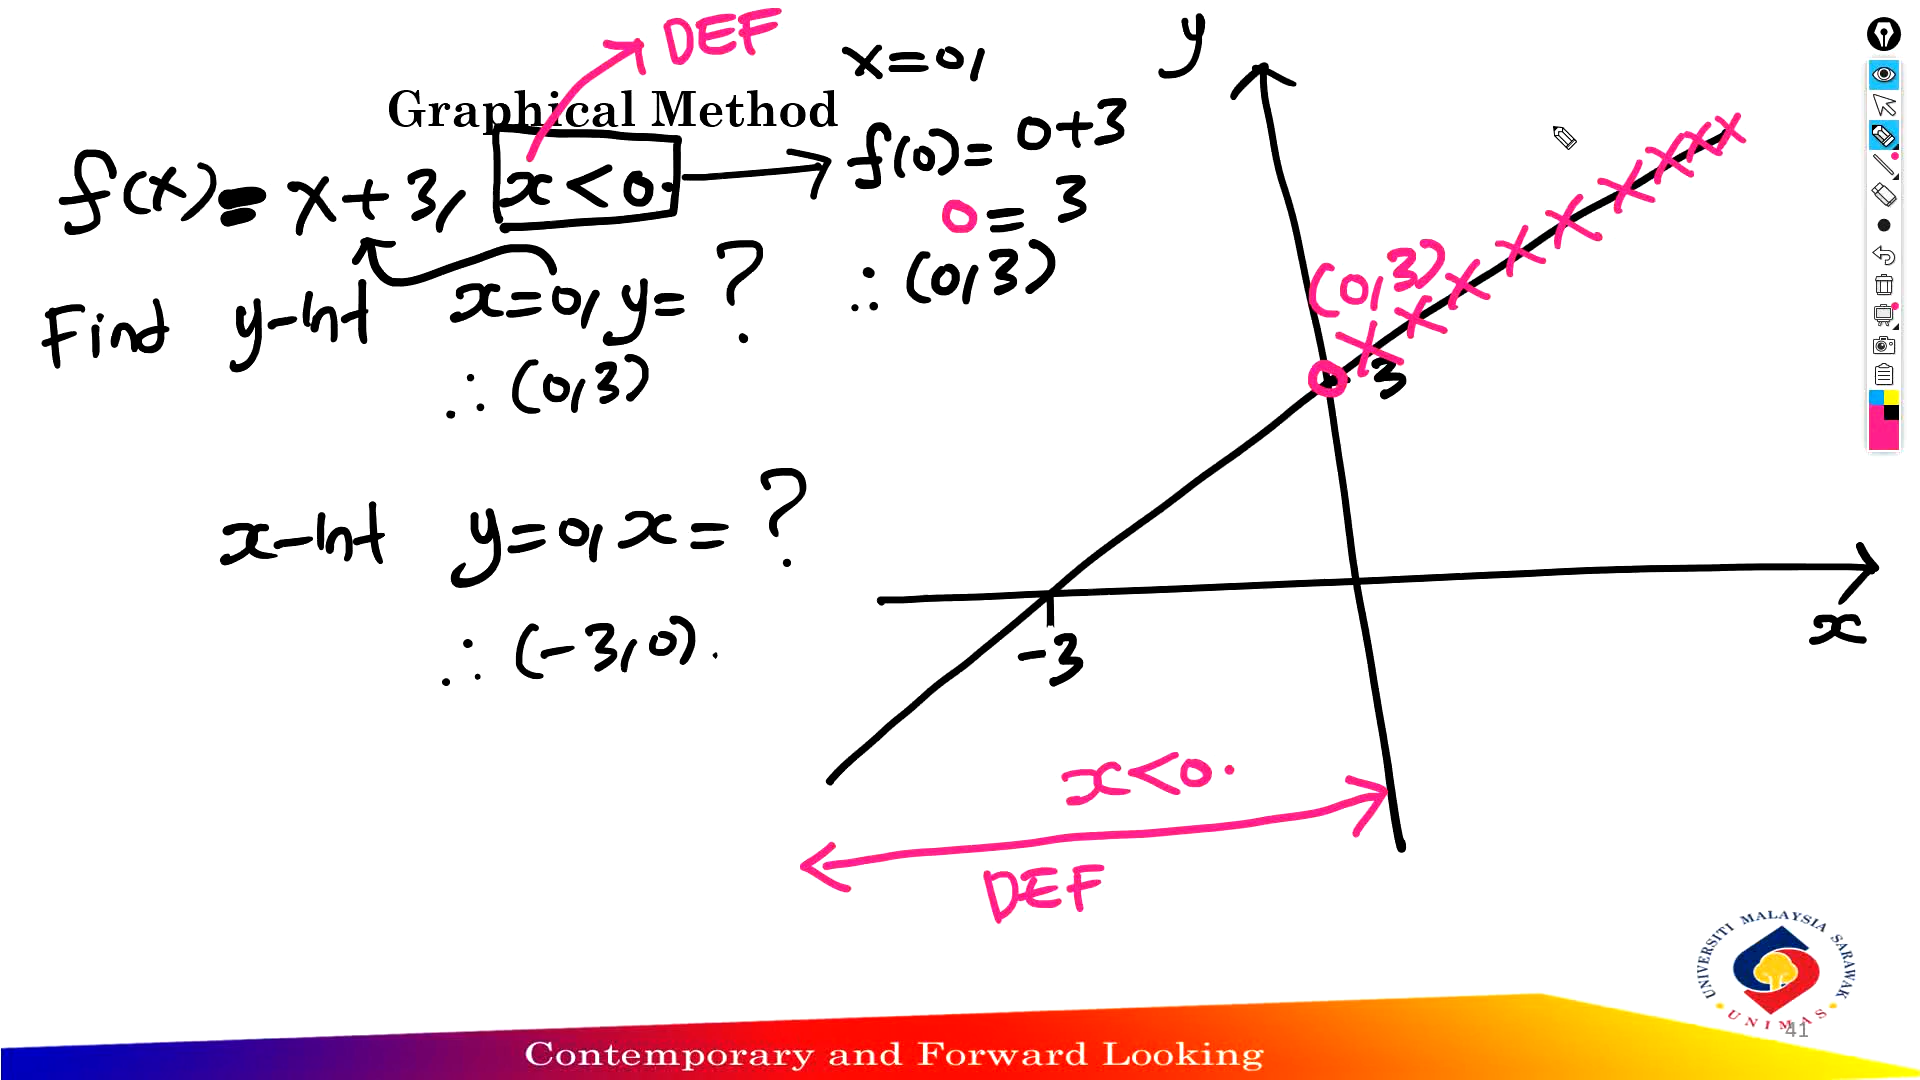 DEF
Graphical Method
f(x) = x + 3, x < 0.
x = 0,
f(0) = 0 + 3
0 = 3
∴ (0,3)
Find y-Int x = 0, y = ?
∴ (0,3)
x-Int y = 0, x = ?
∴ (-3,0).
y
(0,3)
3
-3
x
x < 0.
DEF
UNIVERSITI MALAYSIA SARAWAK
UNIMAS
41
Contemporary and Forward Looking